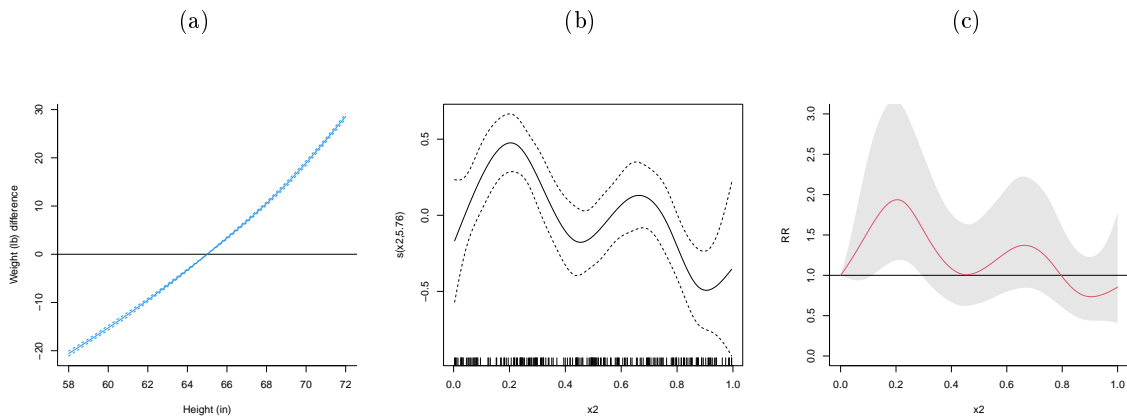 (a)
(b)
(c)
Weight (lb) difference
30
20
10
0
−10
−20
58 60 62 64 66 68 70 72
Height (in)
s(x2,5.76)
0.5
0.0
−0.5
0.0 0.2 0.4 0.6 0.8 1.0
x2
RR
3.0
2.5
2.0
1.5
1.0
0.5
0.0
0.0 0.2 0.4 0.6 0.8 1.0
x2